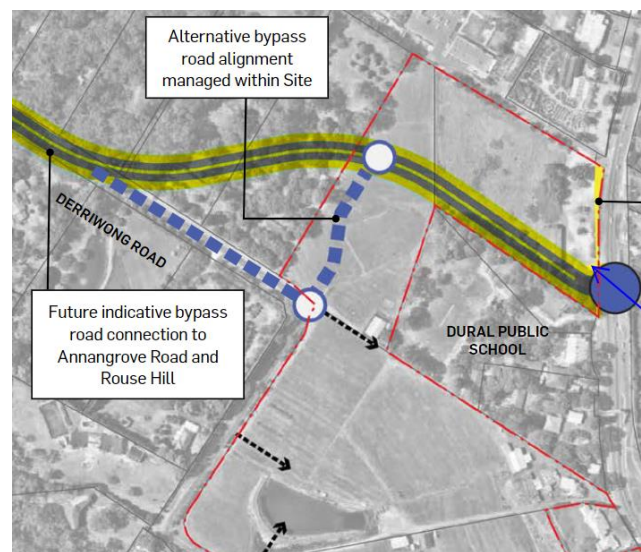 Alternative bypass
road alignment
managed within Site
DERRIWONG ROAD
Future indicative bypass
road connection to
Annangrove Road and
Rouse Hill
DURAL PUBLIC
SCHOOL